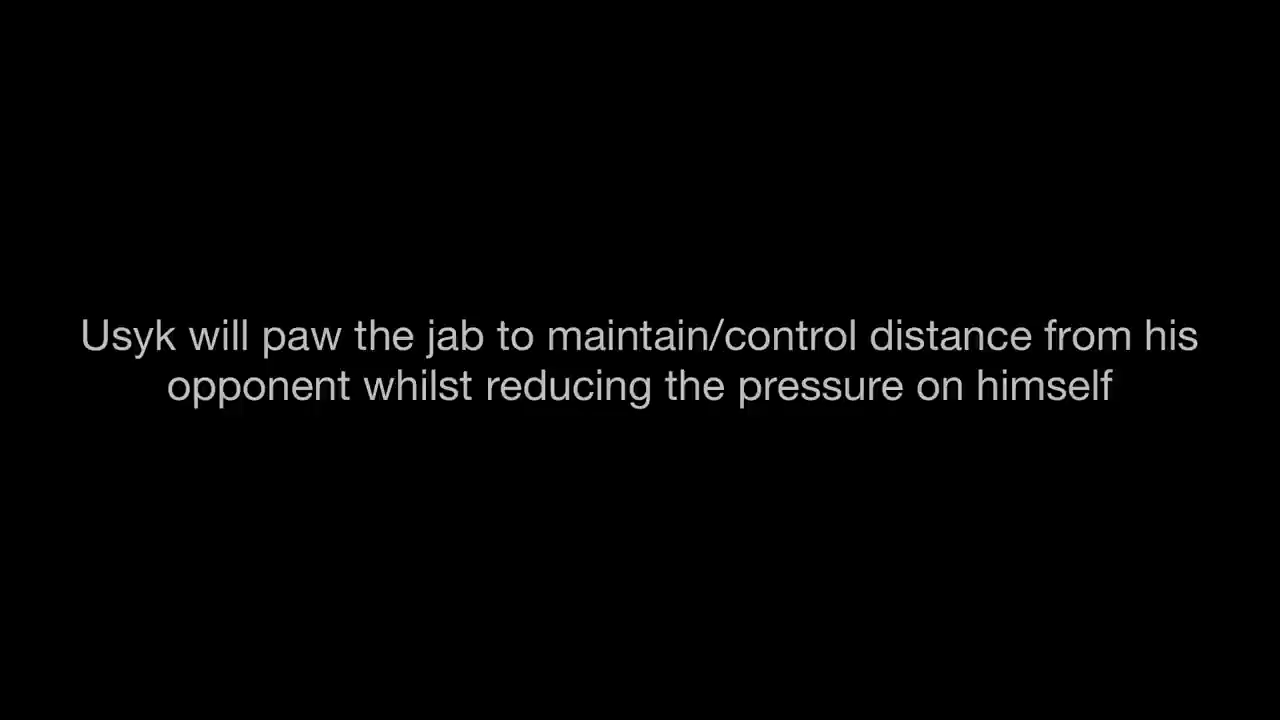 Usyk will paw the jab to maintain/control distance from his
opponent whilst reducing the pressure on himself